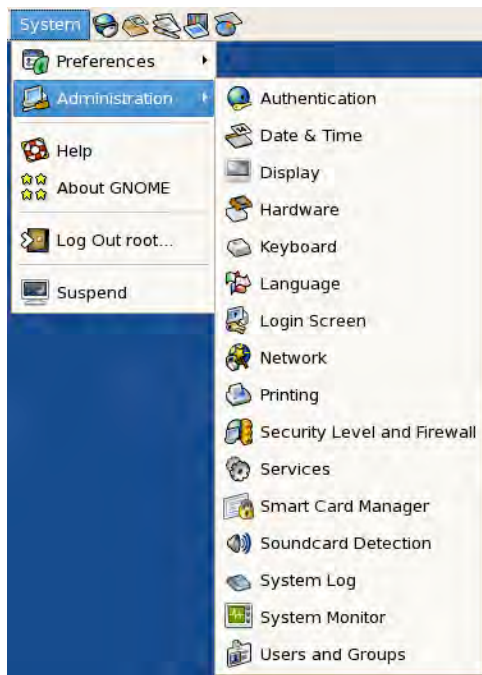 System
Preferences
Administration
Help
About GNOME
Log Out root...
Suspend
Authentication
Date & Time
Display
Hardware
Keyboard
Language
Login Screen
Network
Printing
Security Level and Firewall
Services
Smart Card Manager
Soundcard Detection
System Log
System Monitor
Users and Groups